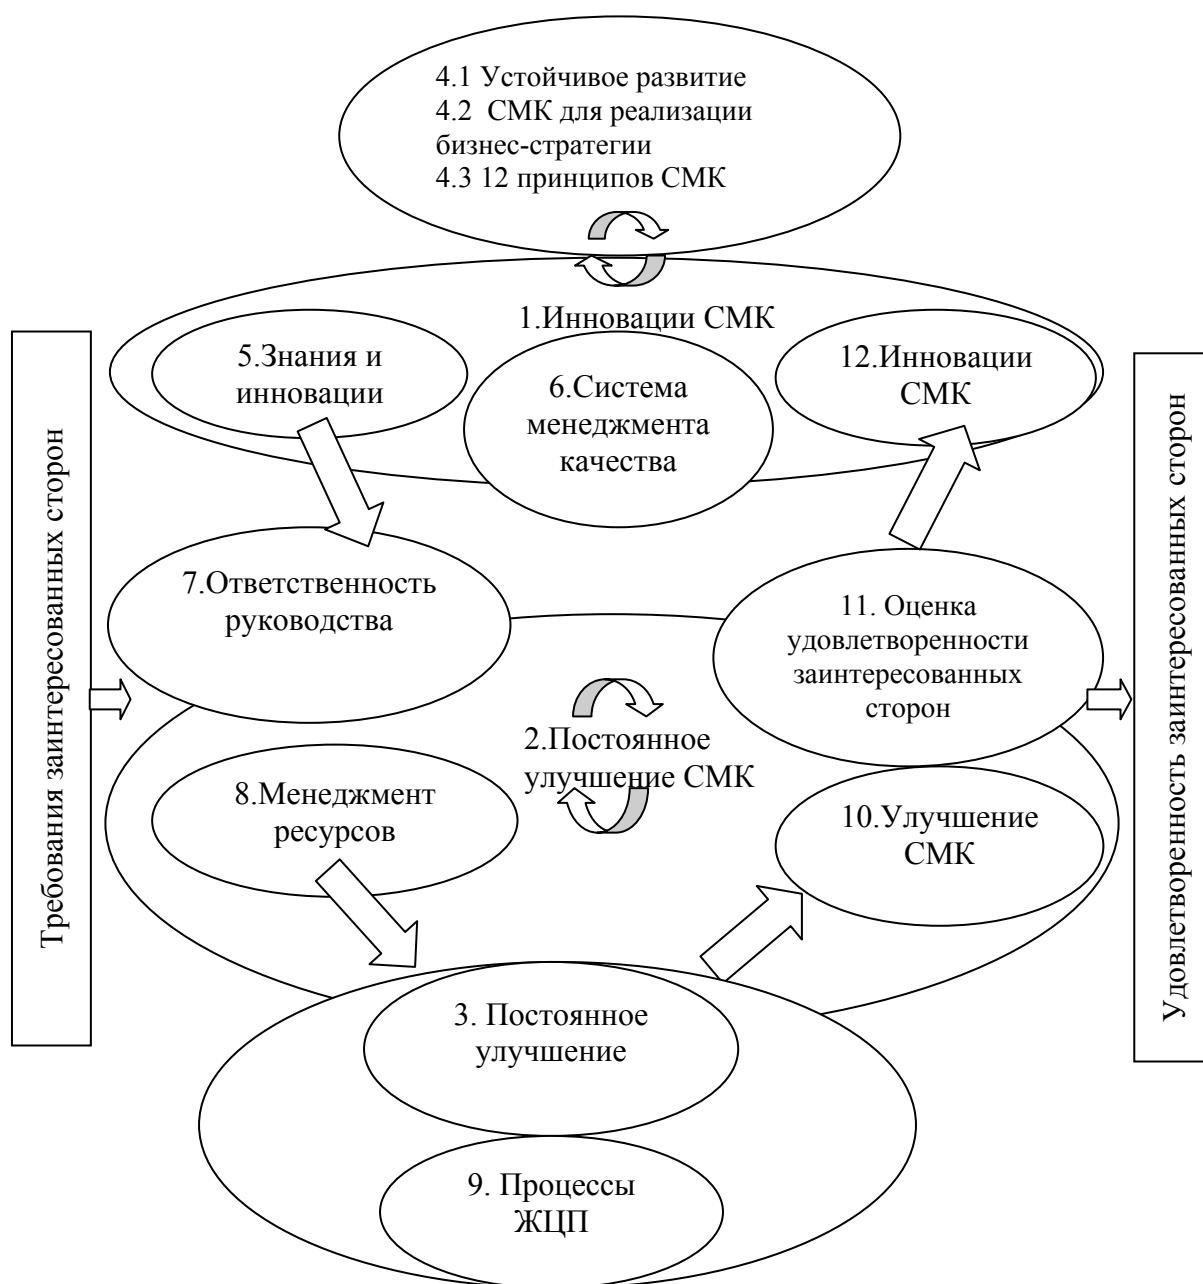 4.1 Устойчивое развитие
4.2 СМК для реализации
бизнес-стратегии
4.3 12 принципов СМК
1.Инновации СМК
5.Знания и
инновации
6.Система
менеджмента
качества
12.Инновации
СМК
Требования заинтересованных сторон
7.Ответственность
руководства
11. Оценка
удовлетворенности
заинтересованных
сторон
Удовлетворенность заинтересованных сторон
2.Постоянное
улучшение СМК
8.Менеджмент
ресурсов
10.Улучшение
СМК
3. Постоянное
улучшение
9. Процессы
ЖЦП